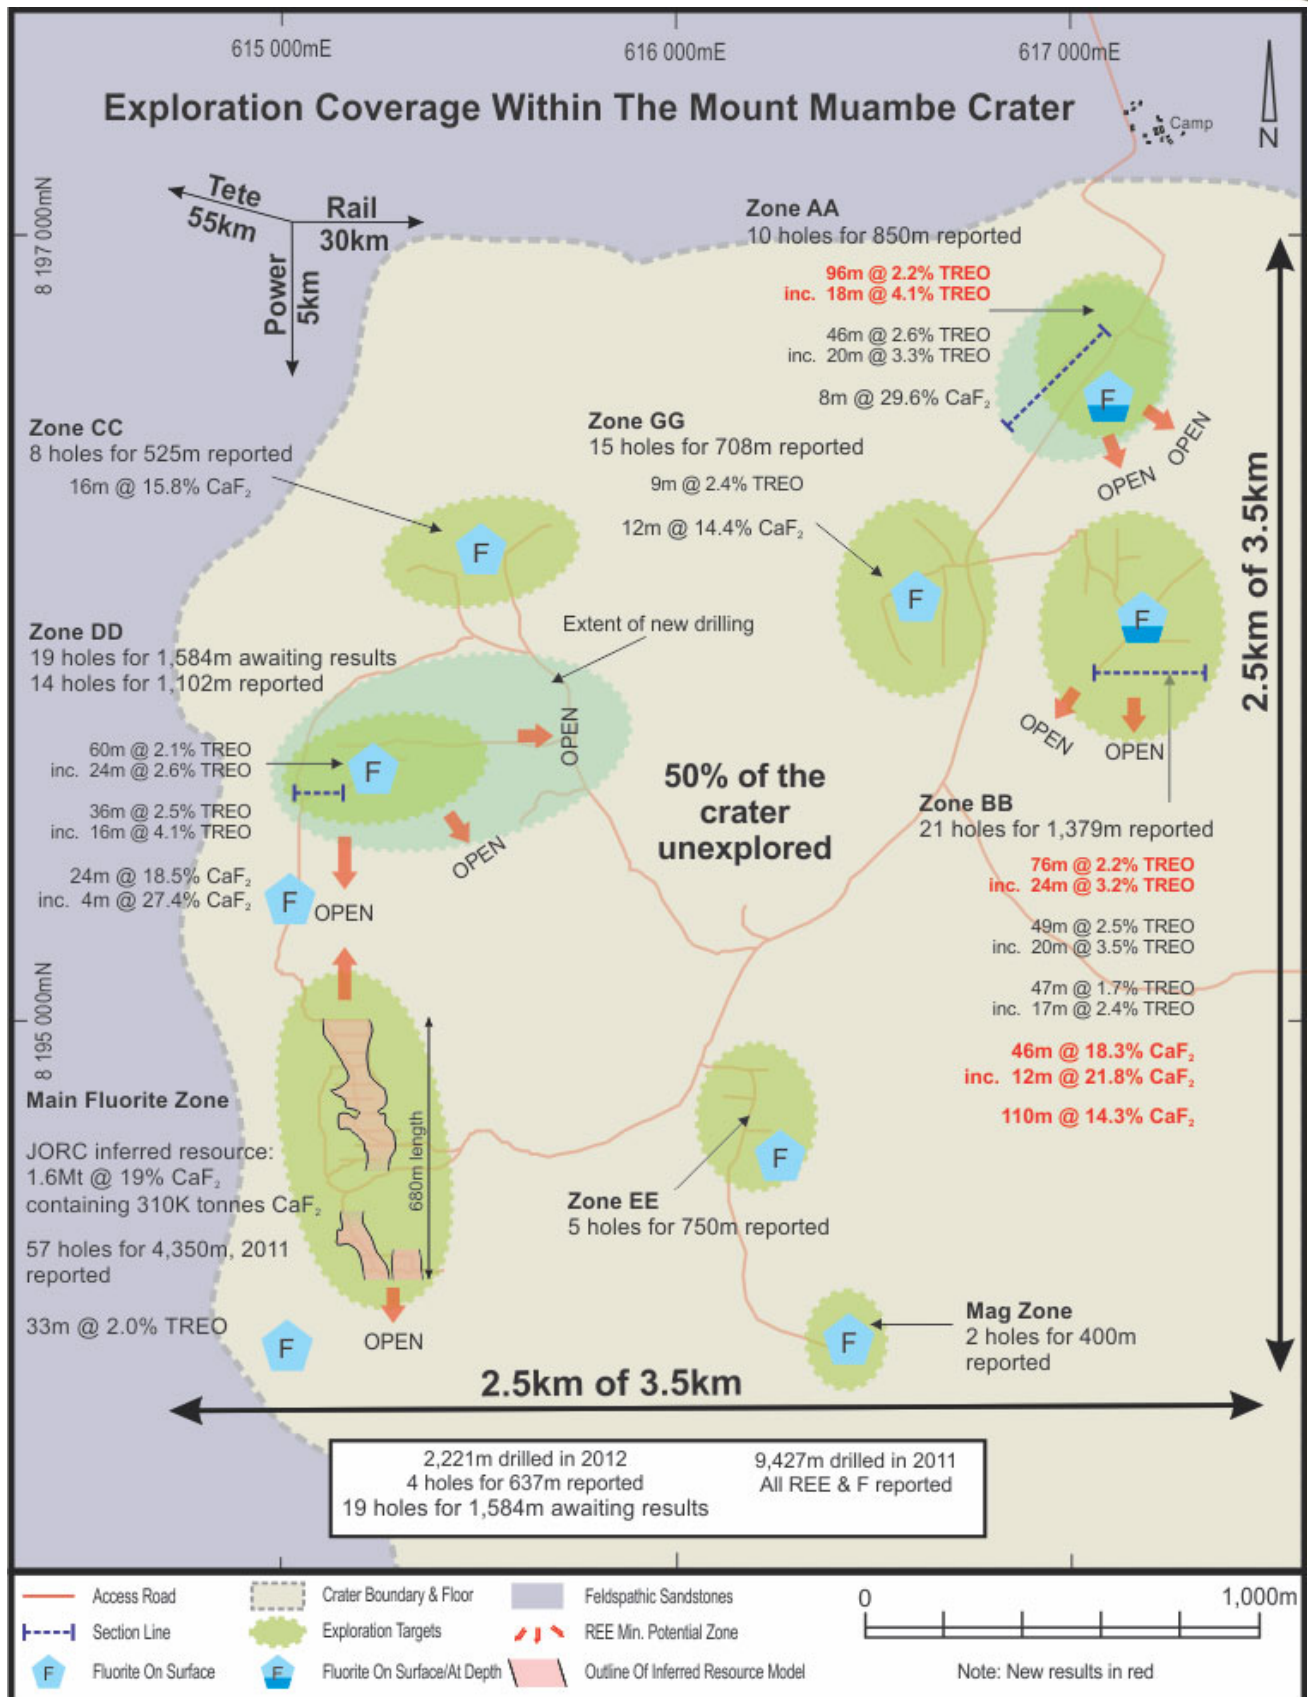 615 000mE
616 000mE
617 000mE
Exploration Coverage Within The Mount Muambe Crater
Camp
N
8 197 000mN
Tete
55km
Rail
30km
Power
5km
Zone AA
10 holes for 850m reported
96m @ 2.2% TREO
inc. 18m @ 4.1% TREO
46m @ 2.6% TREO
inc. 20m @ 3.3% TREO
8m @ 29.6% CaF₂
F
OPEN
OPEN
Zone CC
8 holes for 525m reported
16m @ 15.8% CaF₂
F
Zone GG
15 holes for 708m reported
9m @ 2.4% TREO
12m @ 14.4% CaF₂
F
F
OPEN
OPEN
2.5km of 3.5km
Zone DD
19 holes for 1,584m awaiting results
14 holes for 1,102m reported
Extent of new drilling
60m @ 2.1% TREO
inc. 24m @ 2.6% TREO
36m @ 2.5% TREO
inc. 16m @ 4.1% TREO
24m @ 18.5% CaF₂
inc. 4m @ 27.4% CaF₂
F
OPEN
OPEN
F
OPEN
50% of the
crater
unexplored
Zone BB
21 holes for 1,379m reported
76m @ 2.2% TREO
inc. 24m @ 3.2% TREO
49m @ 2.5% TREO
inc. 20m @ 3.5% TREO
47m @ 1.7% TREO
inc. 17m @ 2.4% TREO
46m @ 18.3% CaF₂
inc. 12m @ 21.8% CaF₂
110m @ 14.3% CaF₂
8 195 000mN
Main Fluorite Zone
JORC inferred resource:
1.6Mt @ 19% CaF₂
containing 310K tonnes CaF₂
57 holes for 4,350m, 2011
reported
33m @ 2.0% TREO
680m length
F
OPEN
F
Zone EE
5 holes for 750m reported
F
Mag Zone
2 holes for 400m
reported
2.5km of 3.5km
2,221m drilled in 2012
4 holes for 637m reported
19 holes for 1,584m awaiting results
9,427m drilled in 2011
All REE & F reported
Access Road
Crater Boundary & Floor
Feldspathic Sandstones
0
1,000m
Section Line
Exploration Targets
REE Min. Potential Zone
F
Fluorite On Surface
F
Fluorite On Surface/At Depth
Outline Of Inferred Resource Model
Note: New results in red